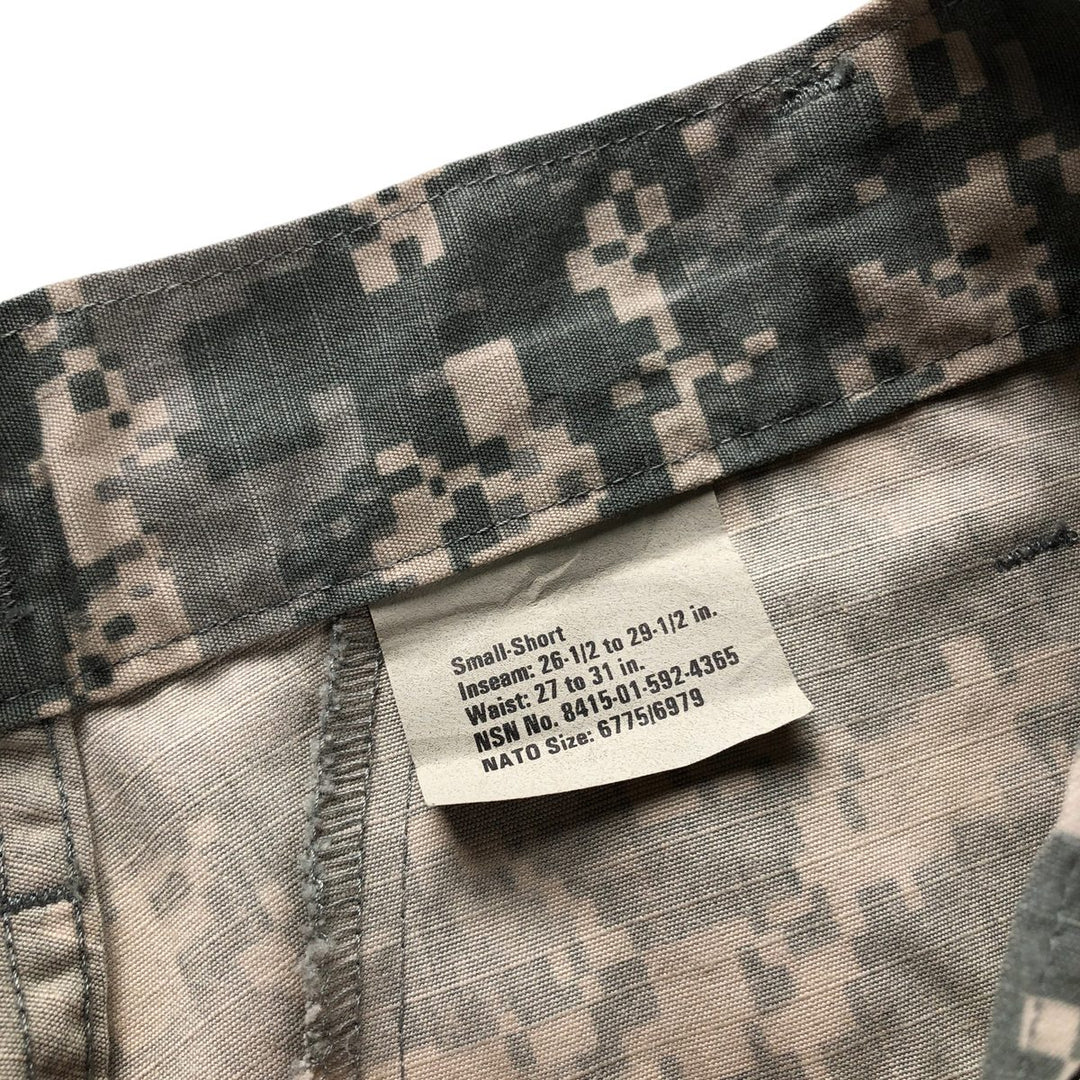 Small-Short
Inseam: 26-1/2 to 29-1/2 in.
Waist: 27 to 31 in.
NSN No. 8415-01-592-4365
NATO Size: 6775/6979